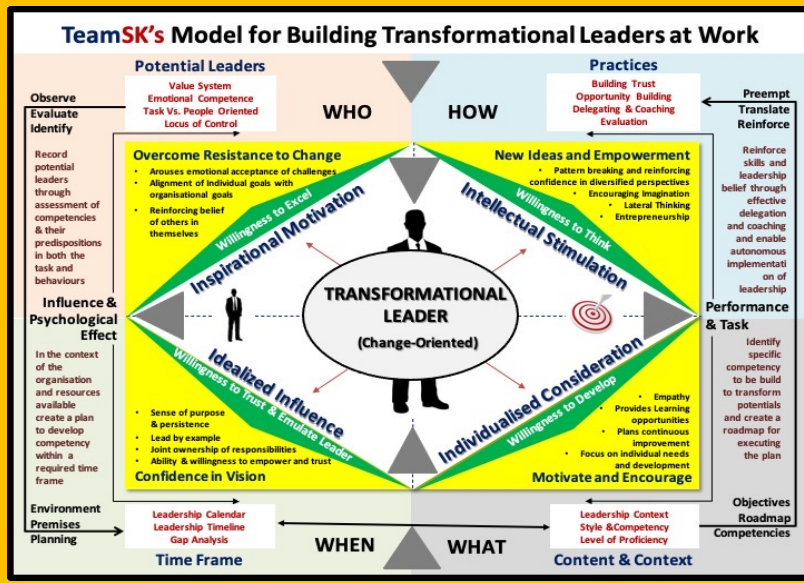 TeamSK's Model for Building Transformational Leaders at Work
Potential Leaders
Value System
Emotional Competence
Task Vs. People Oriented
Locus of Control
WHO
HOW
Practices
Building Trust
Opportunity Building
Delegating & Coaching
Evaluation
Observe
Evaluate
Identify
Preempt
Translate
Reinforce
Record
potential
leaders
through
assessment of
competencies
& their
predispositions
in both the
task and
behaviours
Overcome Resistance to Change
• Arouses emotional acceptance of challenges
• Alignment of Individual goals with
organisational goals
• Reinforcing belief
of others in
themselves
Willingness to Excel
Inspirational Motivation
New Ideas and Empowerment
• Pattern breaking and reinforcing
confidence in diversified perspectives
• Encouraging Imagination
• Lateral Thinking
• Entrepreneurship
Willingness to Think
Intellectual Stimulation
Reinforce
skills and
leadership
belief through
effective
delegation
and coaching
and enable
autonomous
implementati
on of
leadership
Influence &
Psychological
Effect
TRANSFORMATIONAL
LEADER
(Change-Oriented)
Performance
& Task
In the context
of the
organisation
and resources
available
create a plan
to develop
competency
within a
required time
frame
Idealized Influence
Willingness to Trust & Emulate Leader
• Sense of purpose
& persistence
• Lead by example
• Joint ownership of responsibilities
• Ability & willingness to empower and trust
Confidence in Vision
Individualised Consideration
Willingness to Develop
• Empathy
• Provides Learning
opportunities
• Plans continuous
improvement
• Focus on individual needs
and development
Motivate and Encourage
Identify
specific
competency
to be build
to transform
potentials
and create a
roadmap for
executing
the plan
Environment
Premises
Planning
Leadership Calendar
Leadership Timeline
Gap Analysis
Time Frame
WHEN
WHAT
Leadership Context
Style &Competency
Level of Proficiency
Content & Context
Objectives
Roadmap
Competencies